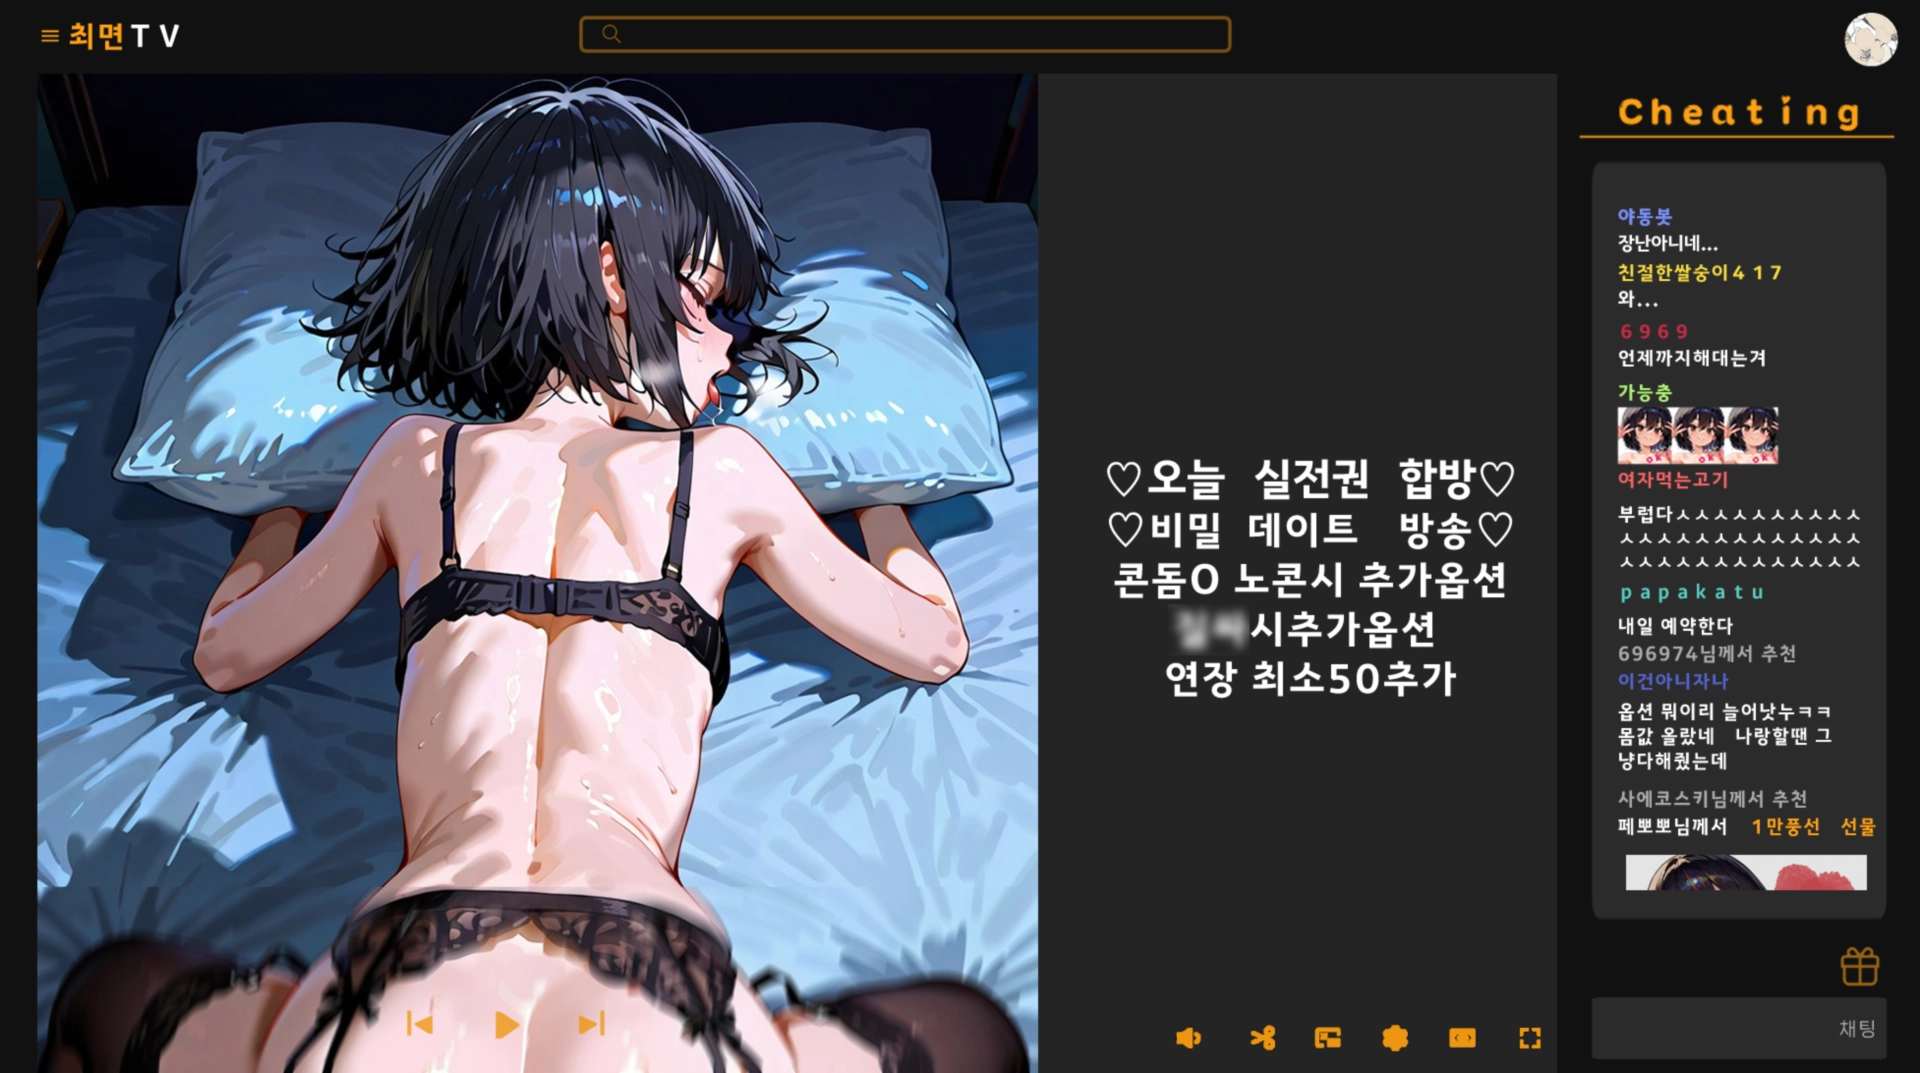 최면TV
Cheating
♡오늘 실전권 합방♡
♡비밀 데이트 방송♡
콘돔O 노콘시 추가옵션
시추가옵션
연장 최소50추가
야동봇
장난아니네...
친절한쌀숭이417
와...
6969
언제까지해대는겨
가능충
여자먹는고기
부럽다ㅅㅅㅅㅅㅅㅅㅅㅅㅅㅅ
ㅅㅅㅅㅅㅅㅅㅅㅅㅅㅅㅅㅅㅅ
ㅅㅅㅅㅅㅅㅅㅅㅅㅅㅅㅅㅅㅅ
papakatu
내일 예약한다
696974님께서 추천
이건아니자나
옵션 뭐이리 늘어낫누ㅋㅋ
몸값 올랐네 나랑할땐 그
냥다해줬는데
사에코스키님께서 추천
페뽀뽀님께서 1만풍선 선물
채팅